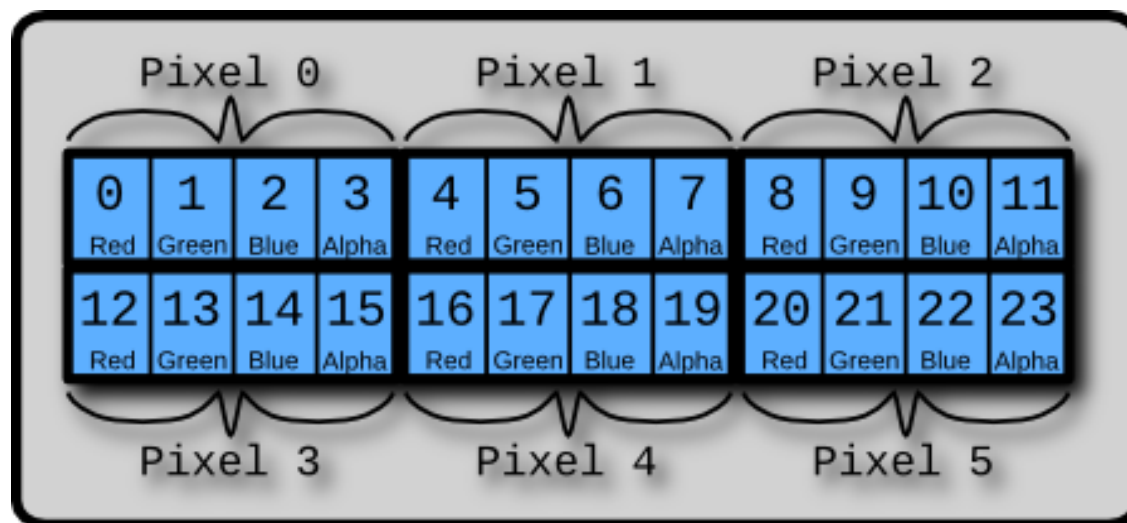 Pixel 0 Pixel 1 Pixel 2
0 1 2 3 4 5 6 7 8 9 10 11
Red Green Blue Alpha Red Green Blue Alpha Red Green Blue Alpha
12 13 14 15 16 17 18 19 20 21 22 23
Red Green Blue Alpha Red Green Blue Alpha Red Green Blue Alpha
Pixel 3 Pixel 4 Pixel 5